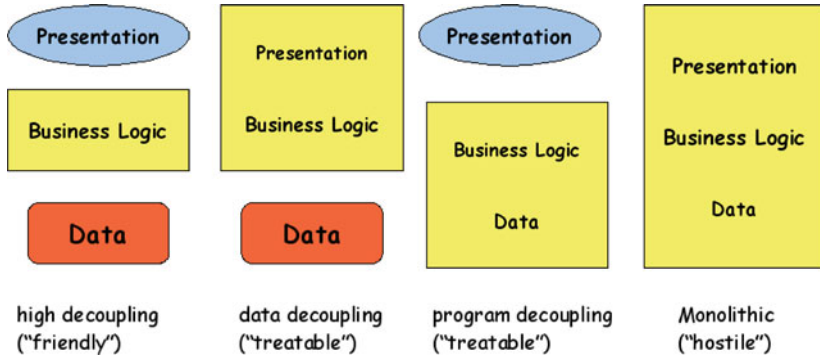 Presentation
Business Logic
Data
high decoupling
("friendly")
Presentation
Business Logic
Data
data decoupling
("treatable")
Presentation
Business Logic
Data
program decoupling
("treatable")
Presentation
Business Logic
Data
Monolithic
("hostile")